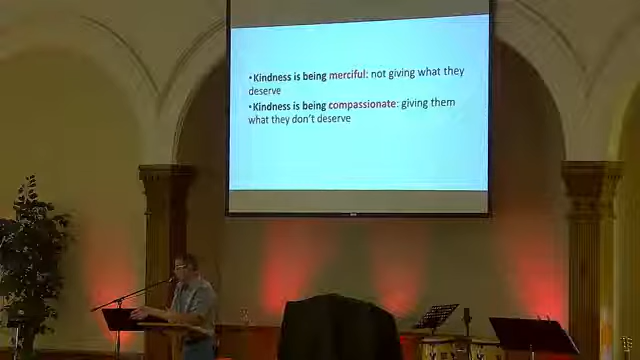 •Kindness is being merciful: not giving what they
deserve
•Kindness is being compassionate: giving them
what they don't deserve